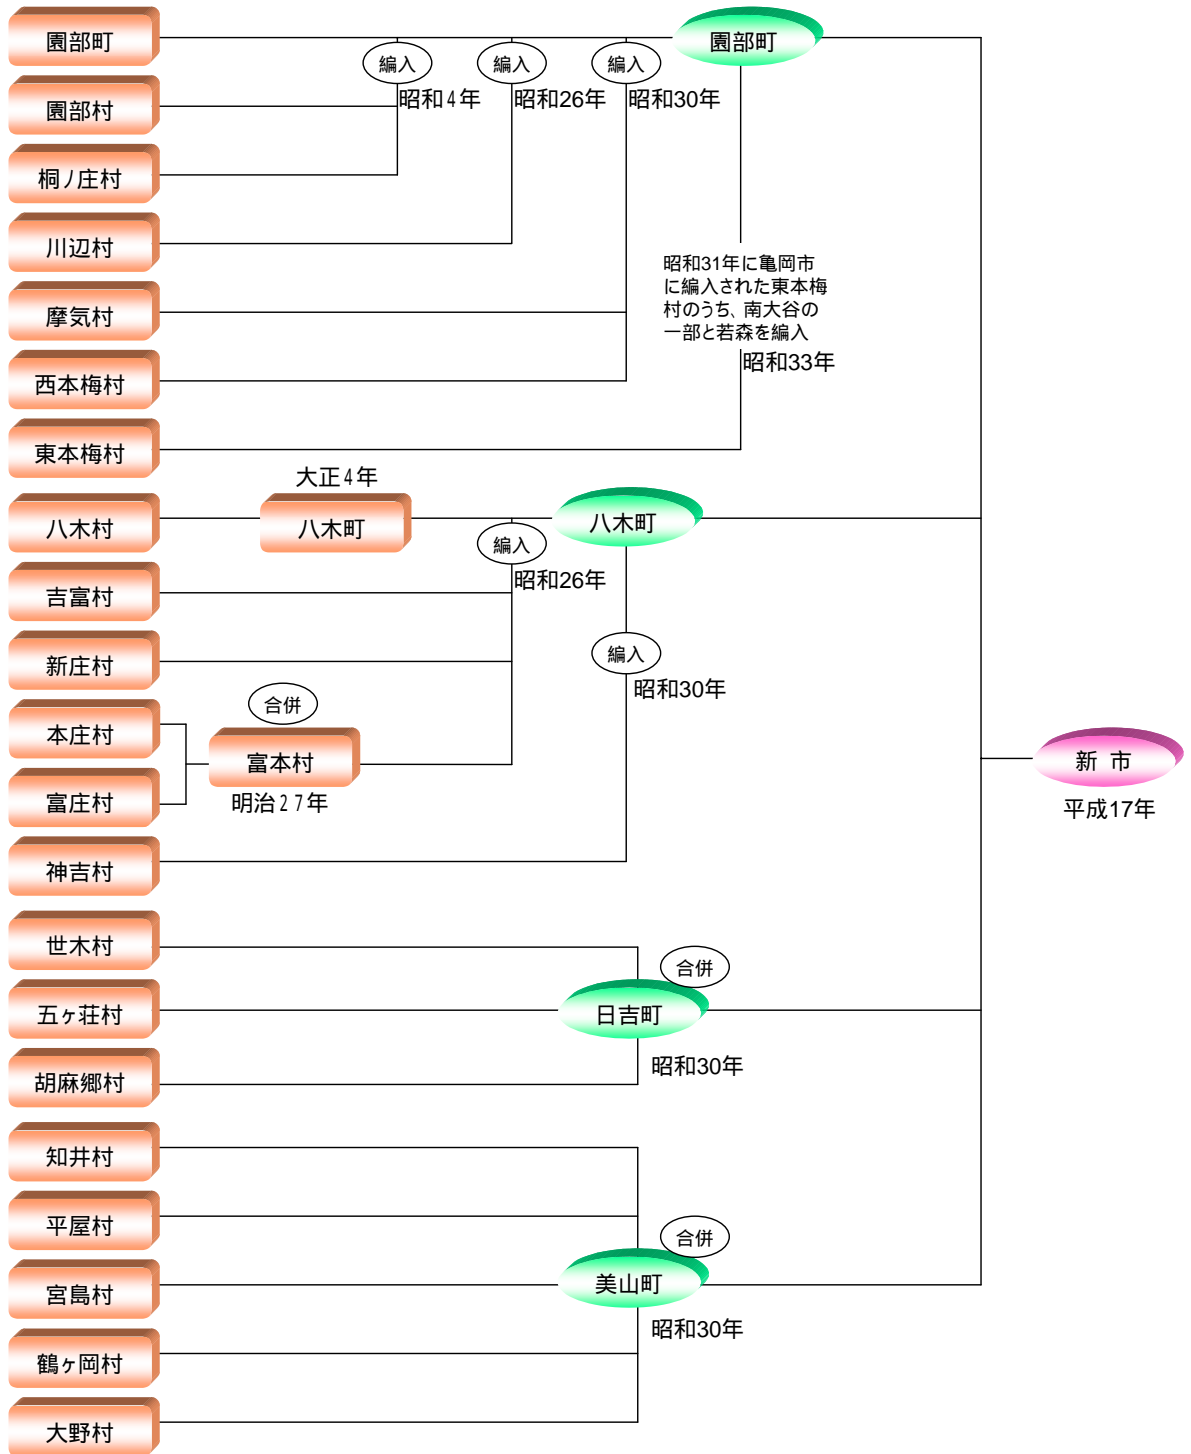 園部町
園部町
編入
編入
編入
昭和4年
昭和26年
昭和30年
園部村
桐ノ庄村
川辺村
昭和31年に亀岡市
に編入された東本梅
村のうち、南大谷の
一部と若森を編入
摩気村
昭和33年
西本梅村
東本梅村
大正4年
八木村
八木町
八木町
編入
昭和26年
吉富村
新庄村
編入
昭和30年
合併
本庄村
富本村
富庄村
明治27年
新 市
平成17年
神吉村
世木村
合併
五ヶ荘村
日吉町
昭和30年
胡麻郷村
知井村
平屋村
合併
宮島村
美山町
昭和30年
鶴ヶ岡村
大野村